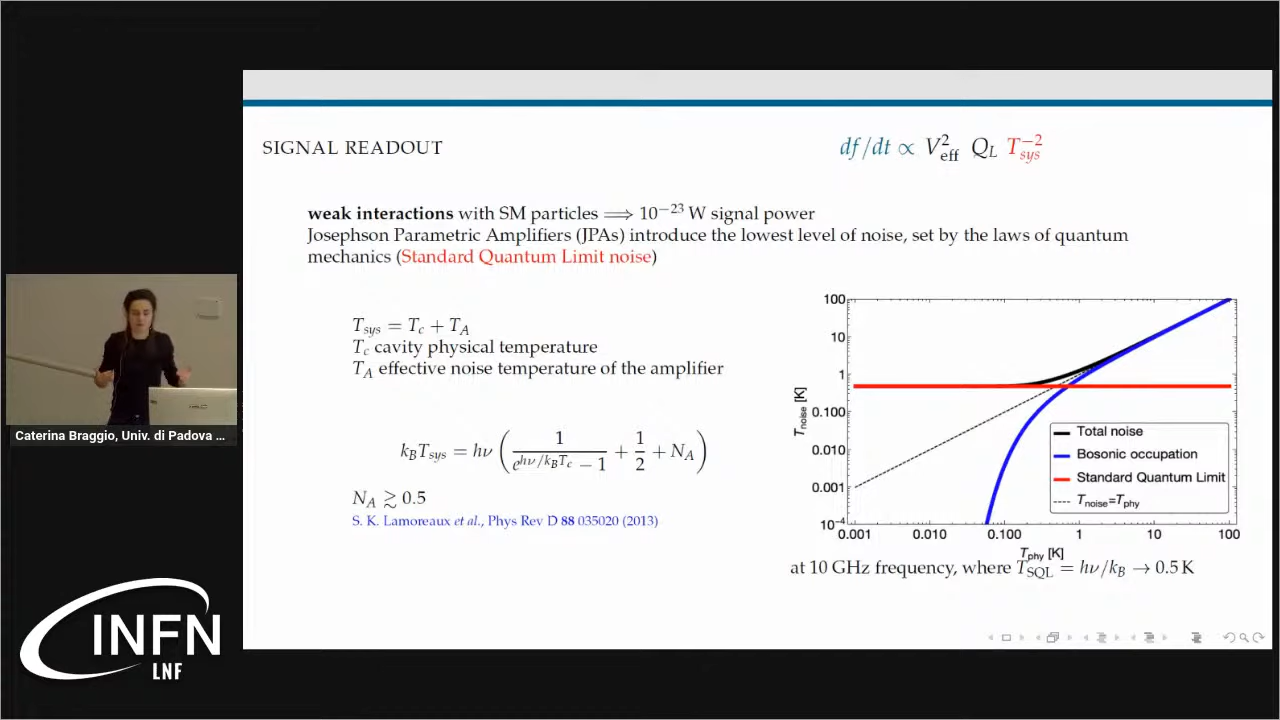 SIGNAL READOUT
df/dt ∝ V²eff Q_L T⁻²sys
weak interactions with SM particles ⟹ 10⁻²³ W signal power
Josephson Parametric Amplifiers (JPAs) introduce the lowest level of noise, set by the laws of quantum
mechanics (Standard Quantum Limit noise)
T_sys = T_c + T_A
T_c cavity physical temperature
T_A effective noise temperature of the amplifier
k_B T_sys = hν ( 1 / (e^{hν/k_B T_c} − 1) + 1/2 + N_A )
N_A ≳ 0.5
S. K. Lamoreaux et al., Phys Rev D 88 035020 (2013)
100
10
1
0.100
0.010
0.001
10⁻⁴
T_noise [K]
Total noise
Bosonic occupation
Standard Quantum Limit
T_noise=T_phy
0.001 0.010 0.100 1 10 100
T_phy [K]
at 10 GHz frequency, where T_SQL = hν/k_B → 0.5 K
Caterina Braggio, Univ. di Padova ...
INFN
LNF